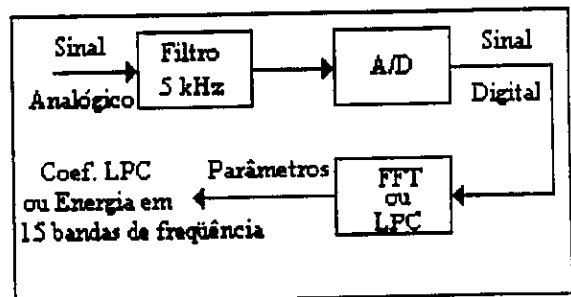 Sinal
Analógico
Filtro
5 kHz
A/D
Sinal
Digital
FFT
ou
LPC
Parâmetros
Coef. LPC
ou Energia em
15 bandas de freqüência